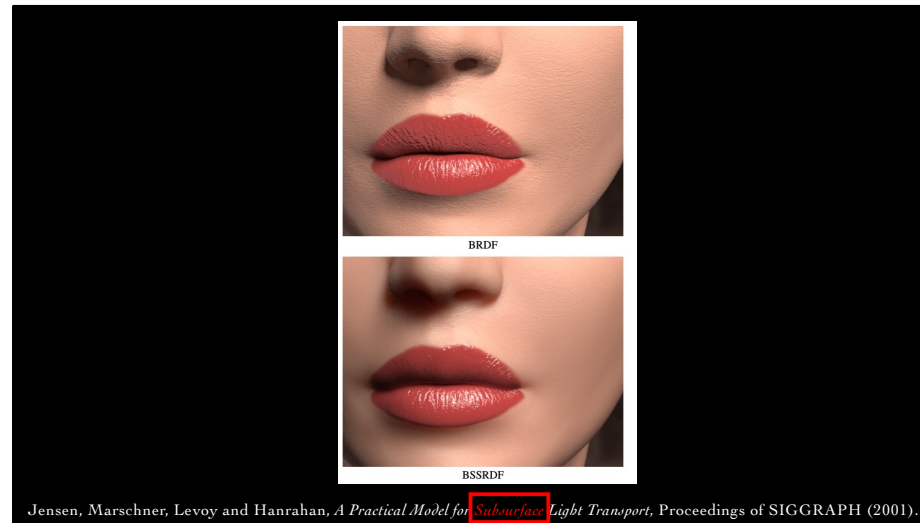 BRDF
BSSRDF
Jensen, Marschner, Levoy and Hanrahan, A Practical Model for Subsurface Light Transport, Proceedings of SIGGRAPH (2001).